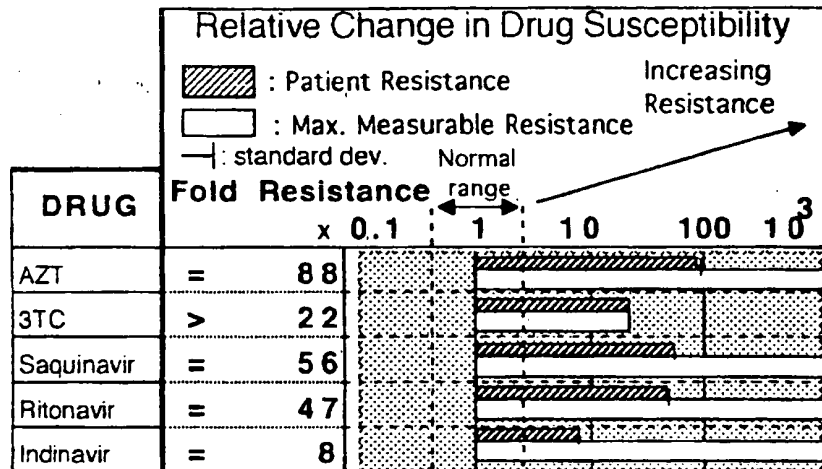 Relative Change in Drug Susceptibility
: Patient Resistance
: Max. Measurable Resistance
: standard dev.
Increasing
Resistance
Normal
range
DRUG
Fold Resistance
x 0.1 1 10 100 10³
AZT = 88
3TC > 22
Saquinavir = 56
Ritonavir = 47
Indinavir = 8